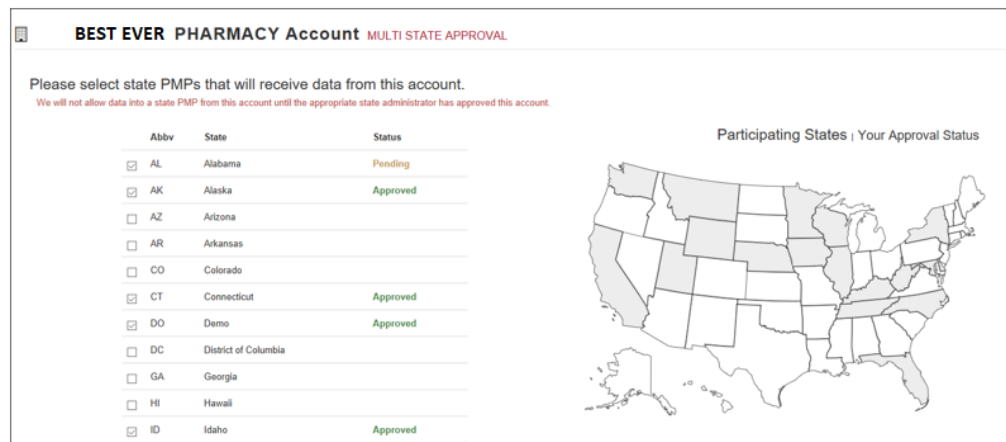 BEST EVER PHARMACY Account MULTI STATE APPROVAL
Please select state PMPs that will receive data from this account.
We will not allow data into a state PMP from this account until the appropriate state administrator has approved this account.
Participating States | Your Approval Status
Abbv State Status
AL Alabama Pending
AK Alaska Approved
AZ Arizona
AR Arkansas
CO Colorado
CT Connecticut Approved
DO Demo Approved
DC District of Columbia
GA Georgia
HI Hawaii
ID Idaho Approved